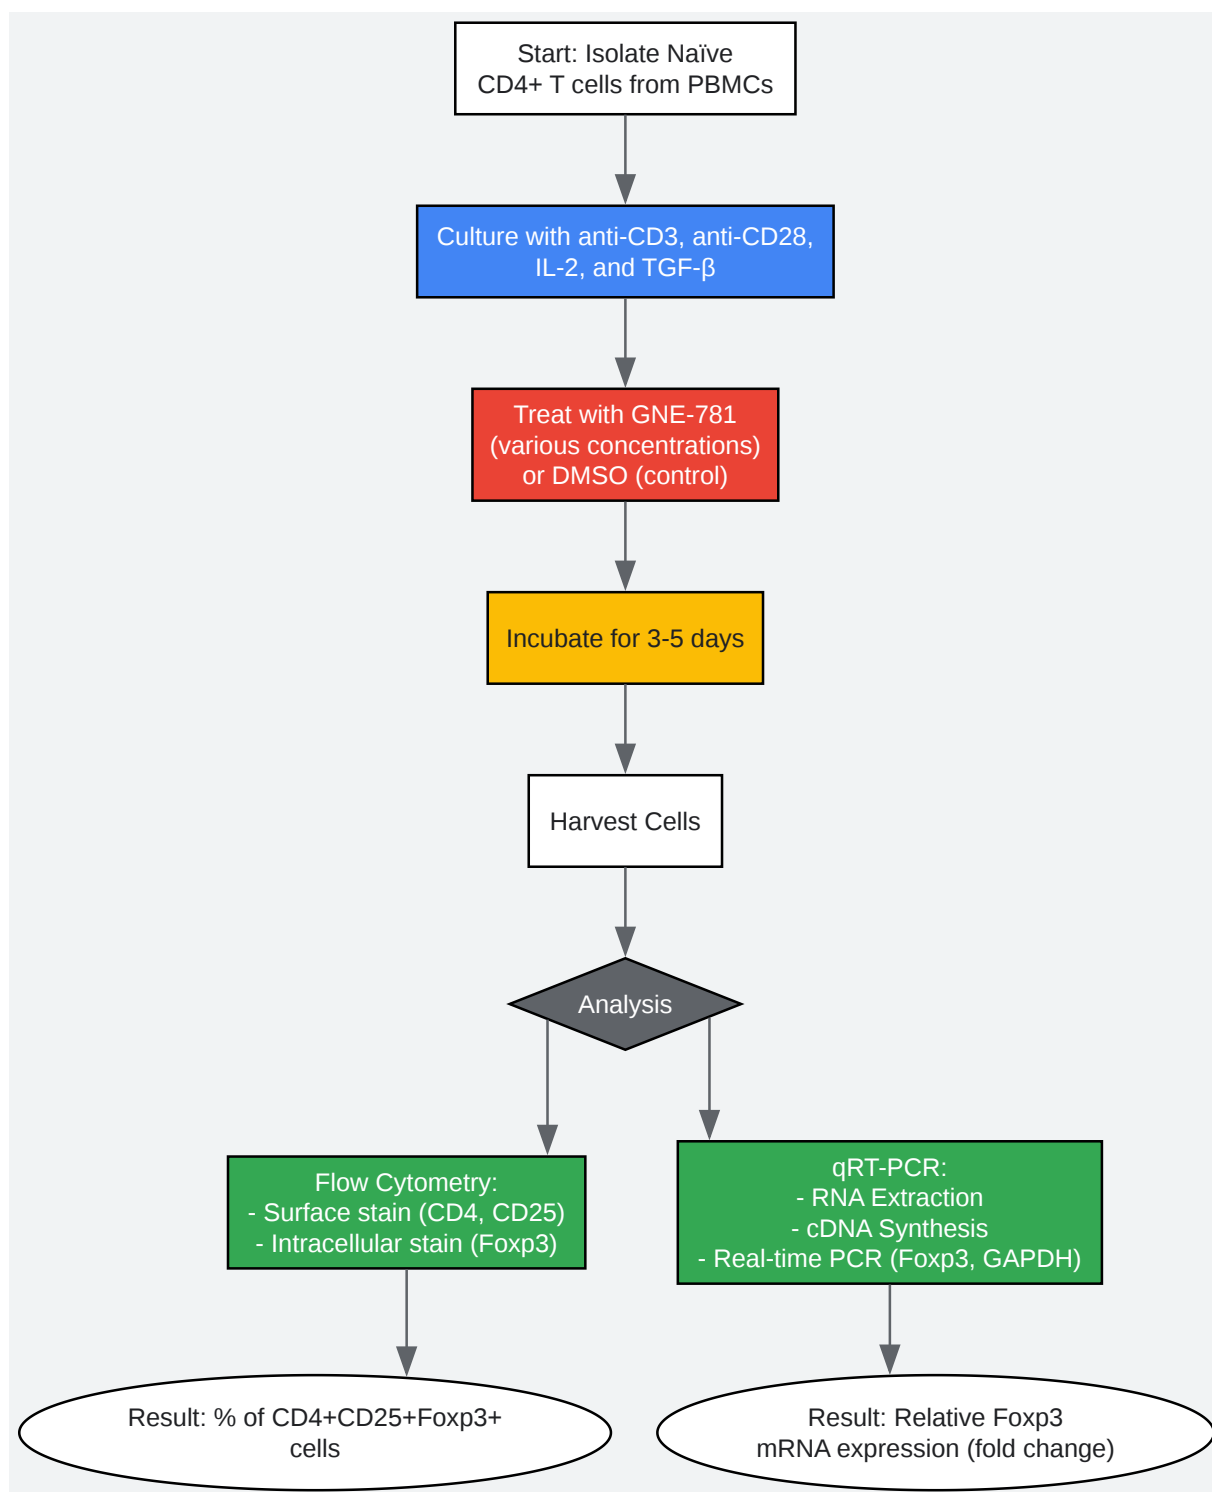 Start: Isolate Naïve
CD4+ T cells from PBMCs
Culture with anti-CD3, anti-CD28,
IL-2, and TGF-β
Treat with GNE-781
(various concentrations)
or DMSO (control)
Incubate for 3-5 days
Harvest Cells
Analysis
Flow Cytometry:
- Surface stain (CD4, CD25)
- Intracellular stain (Foxp3)
qRT-PCR:
- RNA Extraction
- cDNA Synthesis
- Real-time PCR (Foxp3, GAPDH)
Result: % of CD4+CD25+Foxp3+
cells
Result: Relative Foxp3
mRNA expression (fold change)